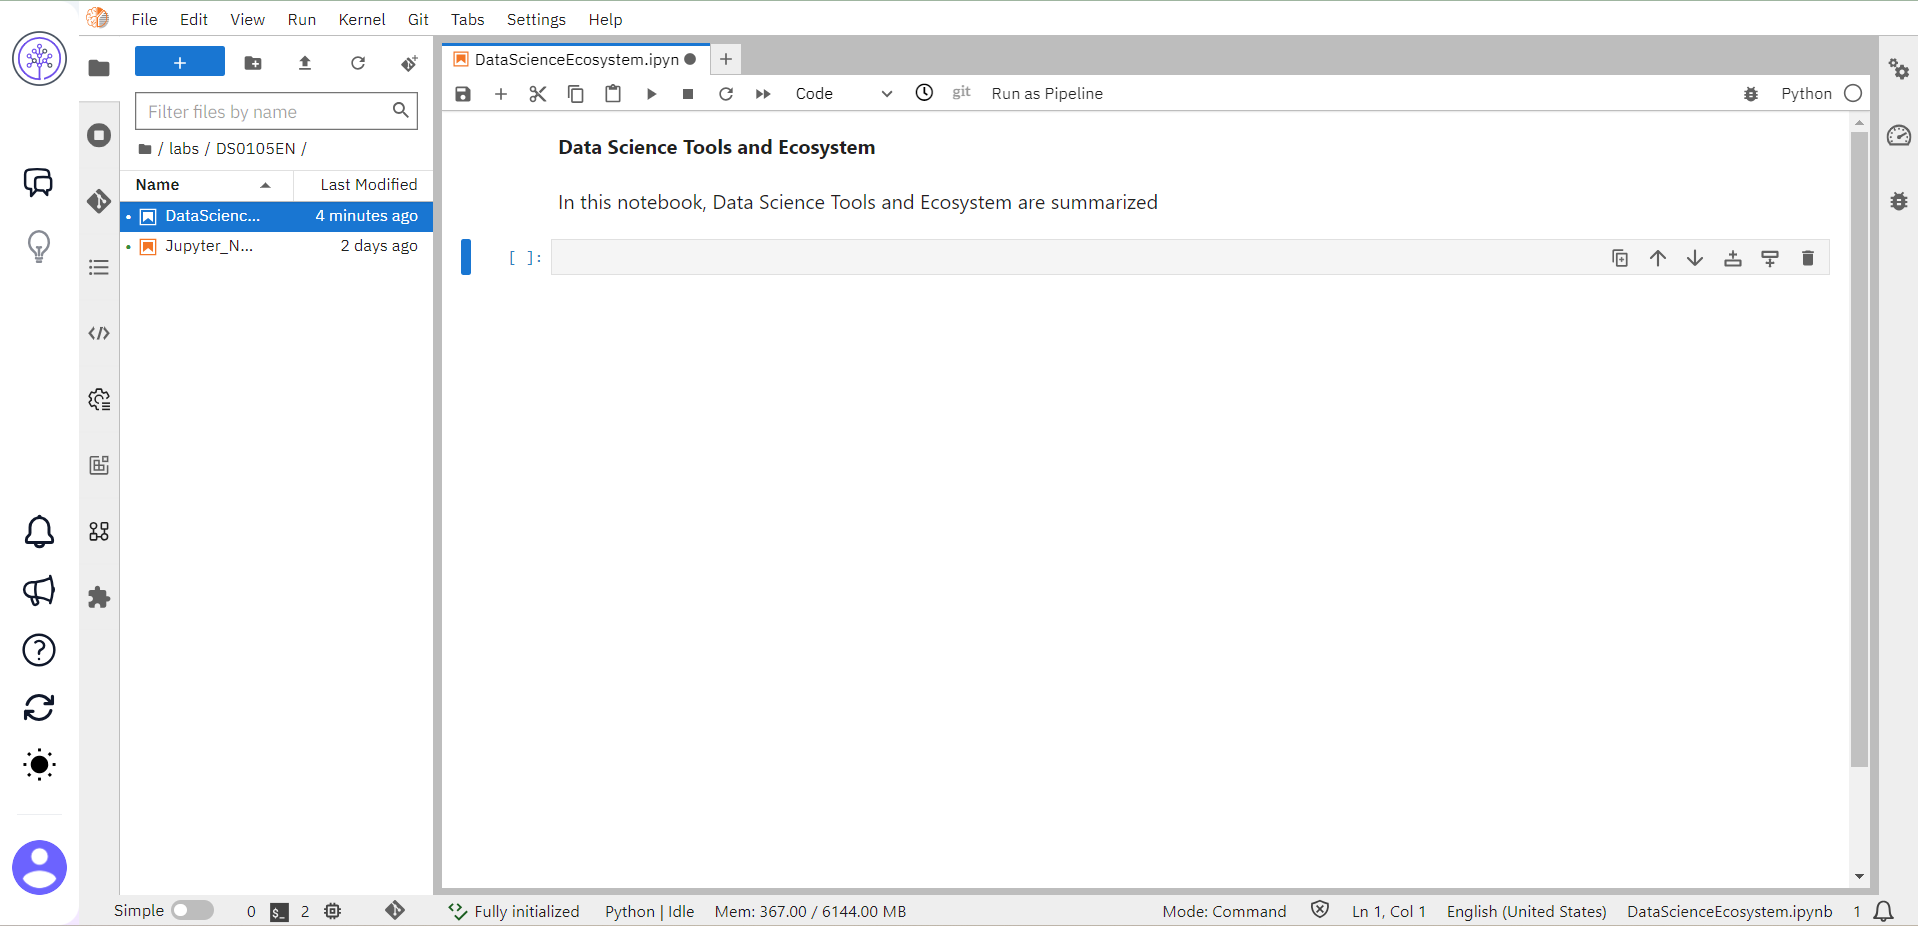 File Edit View Run Kernel Git Tabs Settings Help
DataScienceEcosystem.ipyn
Code git Run as Pipeline Python
Filter files by name
/ labs / DS0105EN /
Name Last Modified
DataScienc... 4 minutes ago
Jupyter_N... 2 days ago
Data Science Tools and Ecosystem
In this notebook, Data Science Tools and Ecosystem are summarized
[ ]:
Simple 0 $_ 2 Fully initialized Python | Idle Mem: 367.00 / 6144.00 MB Mode: Command Ln 1, Col 1 English (United States) DataScienceEcosystem.ipynb 1